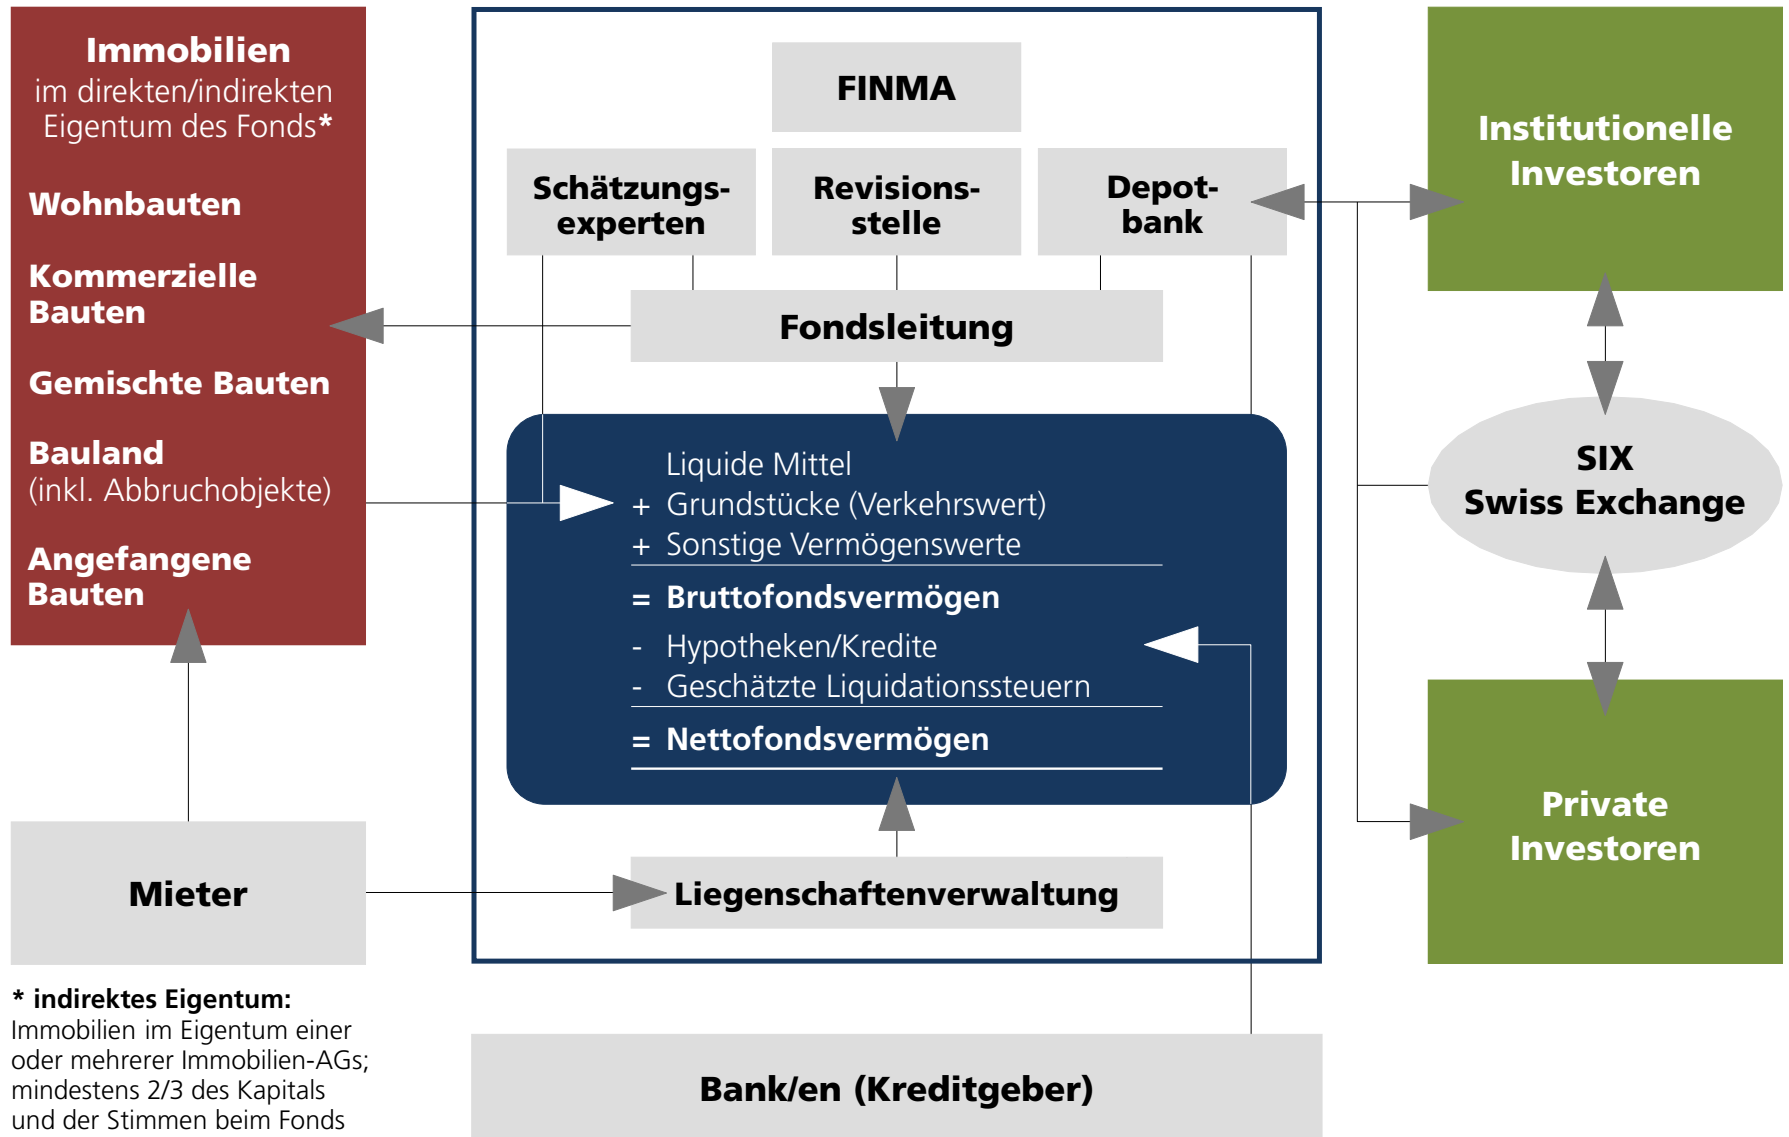 Immobilien
im direkten/indirekten
Eigentum des Fonds*
Wohnbauten
Kommerzielle
Bauten
Gemischte Bauten
Bauland
(inkl. Abbruchobjekte)
Angefangene
Bauten
Mieter
* indirektes Eigentum:
Immobilien im Eigentum einer
oder mehrerer Immobilien-AGs;
mindestens 2/3 des Kapitals
und der Stimmen beim Fonds
FINMA
Schätzungs-
experten
Revisions-
stelle
Depot-
bank
Fondsleitung
Liquide Mittel
+ Grundstücke (Verkehrswert)
+ Sonstige Vermögenswerte
= Bruttofondsvermögen
- Hypotheken/Kredite
- Geschätzte Liquidationssteuern
= Nettofondsvermögen
Liegenschaftenverwaltung
Bank/en (Kreditgeber)
Institutionelle
Investoren
SIX
Swiss Exchange
Private
Investoren